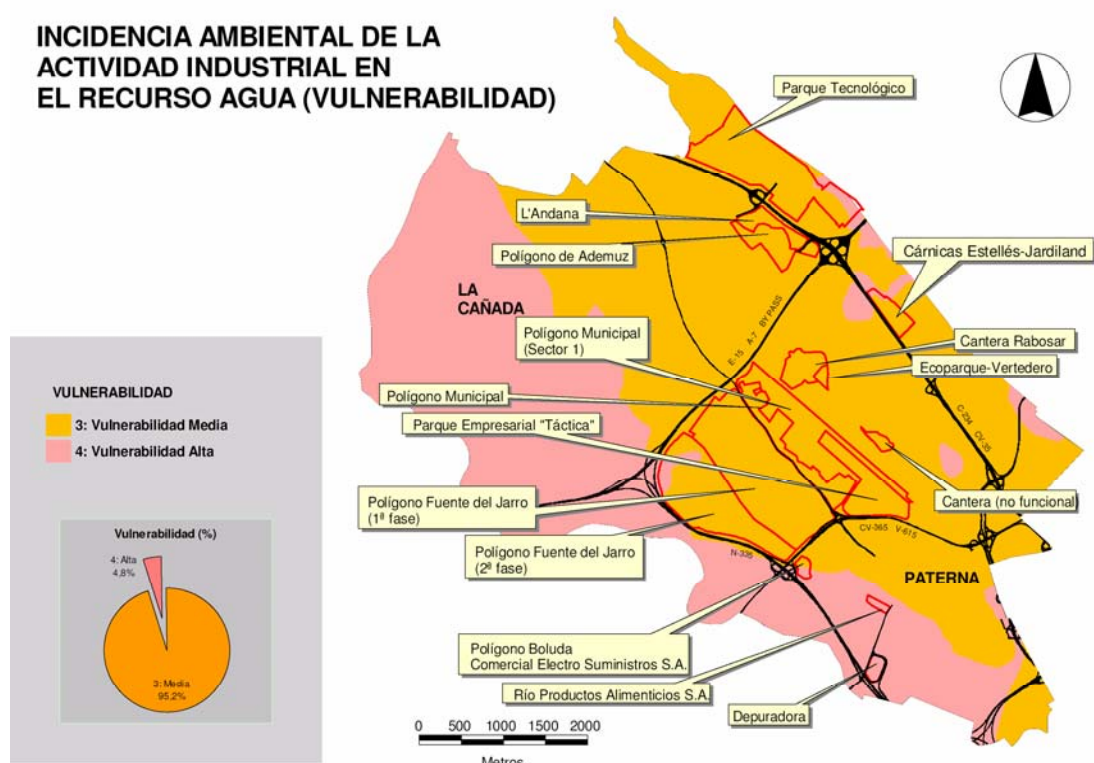 INCIDENCIA AMBIENTAL DE LA
ACTIVIDAD INDUSTRIAL EN
EL RECURSO AGUA (VULNERABILIDAD)
Parque Tecnológico
L'Andana
Polígono de Ademuz
Cárnicas Estellés-Jardiland
LA
CAÑADA
E-15 A-7 BY PASS
Polígono Municipal
(Sector 1)
Cantera Rabosar
Ecoparque-Vertedero
Polígono Municipal
Parque Empresarial "Táctica"
C-234 CV-35
Polígono Fuente del Jarro
(1ª fase)
Cantera (no funcional)
CV-365 V-615
Polígono Fuente del Jarro
(2ª fase)
N-335
PATERNA
Polígono Boluda
Comercial Electro Suministros S.A.
Río Productos Alimenticios S.A.
Depuradora
VULNERABILIDAD
3: Vulnerabilidad Media
4: Vulnerabilidad Alta
Vulnerabilidad (%)
4: Alta
4,8%
3: Media
95,2%
0 500 1000 1500 2000
Metros